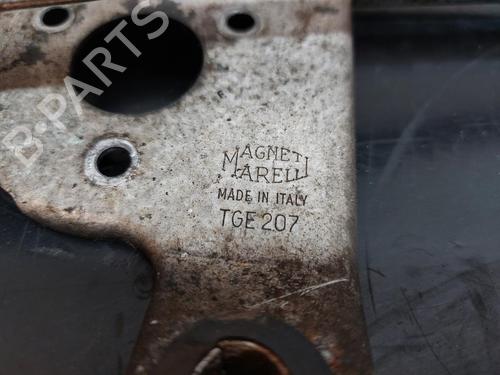 B-PARTS
MAGNETI
MARELLI
MADE IN ITALY
TGE 207